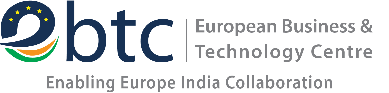 ebtc
European Business &
Technology Centre
Enabling Europe India Collaboration